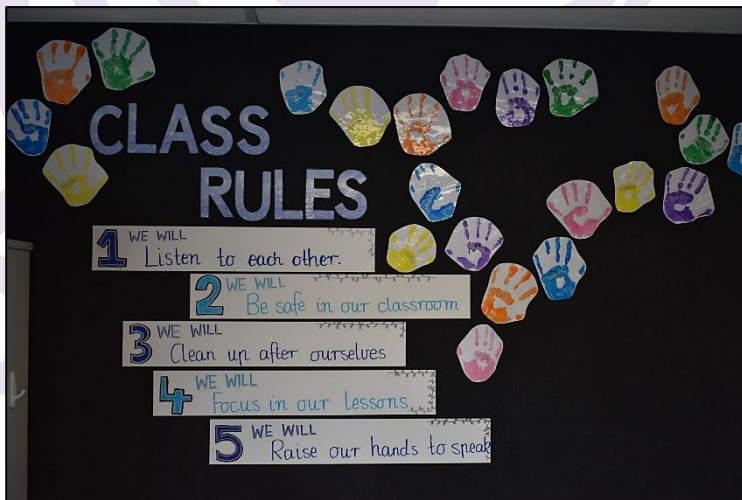 CLASS
RULES
1 WE WILL
Listen to each other.
2 WE WILL
Be safe in our classroom
3 WE WILL
Clean up after ourselves
4 WE WILL
Focus in our lessons
5 WE WILL
Raise our hands to speak